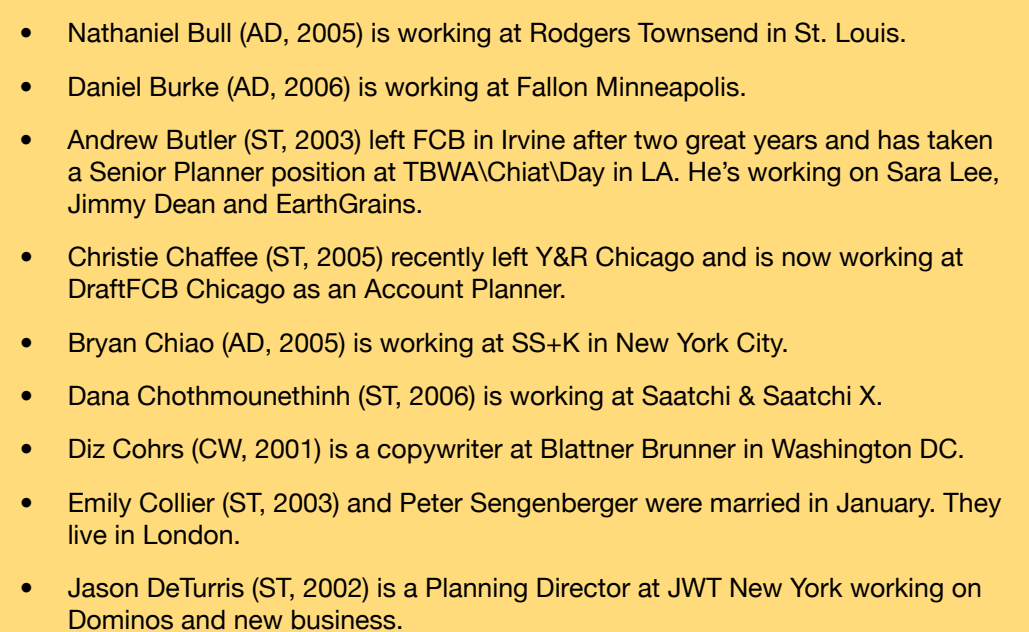 • Nathaniel Bull (AD, 2005) is working at Rodgers Townsend in St. Louis.
• Daniel Burke (AD, 2006) is working at Fallon Minneapolis.
• Andrew Butler (ST, 2003) left FCB in Irvine after two great years and has taken
a Senior Planner position at TBWA\Chiat\Day in LA. He’s working on Sara Lee,
Jimmy Dean and EarthGrains.
• Christie Chaffee (ST, 2005) recently left Y&R Chicago and is now working at
DraftFCB Chicago as an Account Planner.
• Bryan Chiao (AD, 2005) is working at SS+K in New York City.
• Dana Chothmounethinh (ST, 2006) is working at Saatchi & Saatchi X.
• Diz Cohrs (CW, 2001) is a copywriter at Blattner Brunner in Washington DC.
• Emily Collier (ST, 2003) and Peter Sengenberger were married in January. They
live in London.
• Jason DeTurris (ST, 2002) is a Planning Director at JWT New York working on
Dominos and new business.